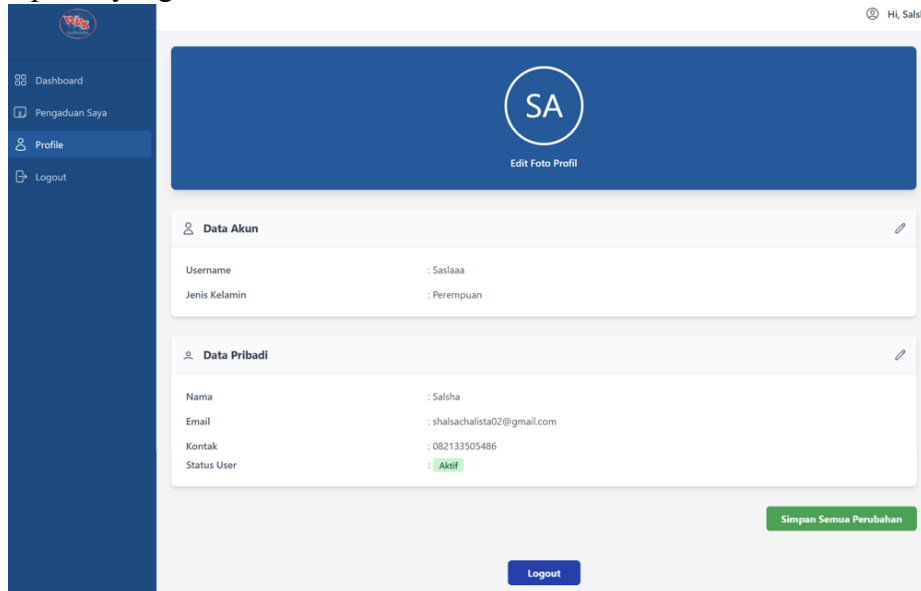 WKS
Hi, Sals
Dashboard
Pengaduan Saya
Profile
Logout
SA
Edit Foto Profil
Data Akun
Username : Saslaaa
Jenis Kelamin : Perempuan
Data Pribadi
Nama : Salsha
Email : shalsachalista02@gmail.com
Kontak : 082133505486
Status User : Aktif
Simpan Semua Perubahan
Logout